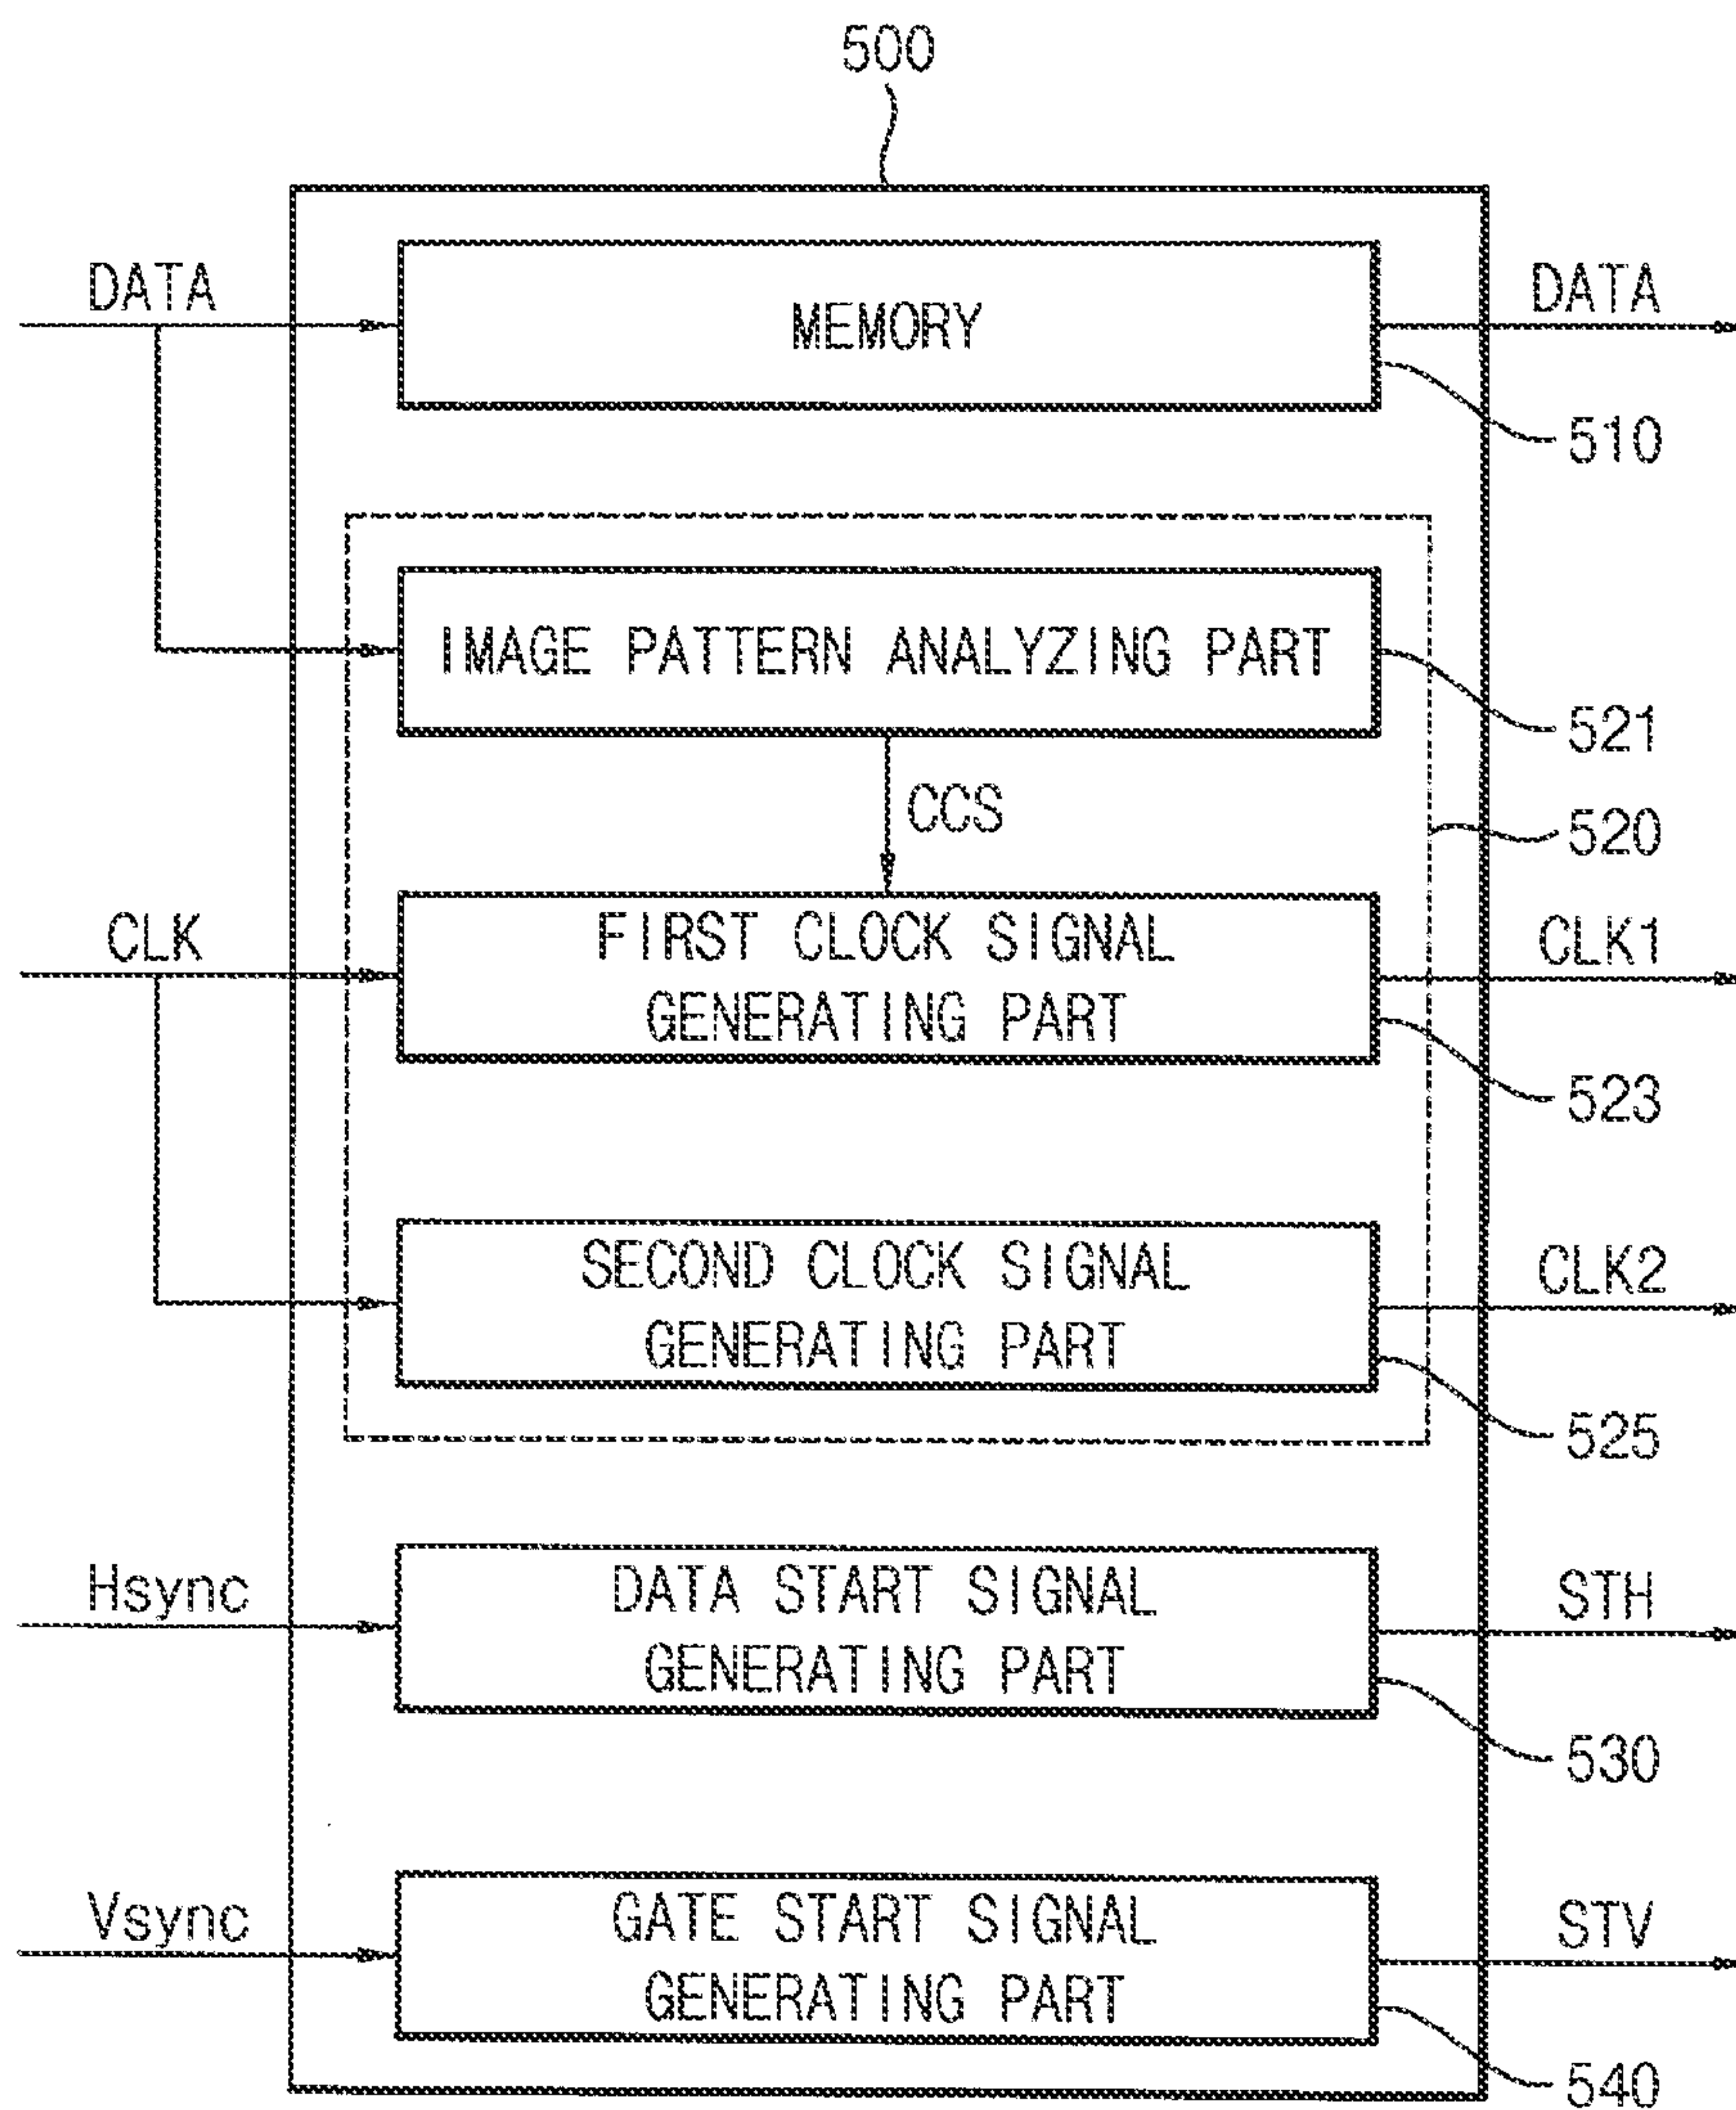 500
DATA
MEMORY
DATA
510
IMAGE PATTERN ANALYZING PART
521
CCS
520
CLK
FIRST CLOCK SIGNAL
GENERATING PART
CLK1
523
SECOND CLOCK SIGNAL
GENERATING PART
CLK2
525
Hsync
DATA START SIGNAL
GENERATING PART
STH
530
Vsync
GATE START SIGNAL
GENERATING PART
STV
540